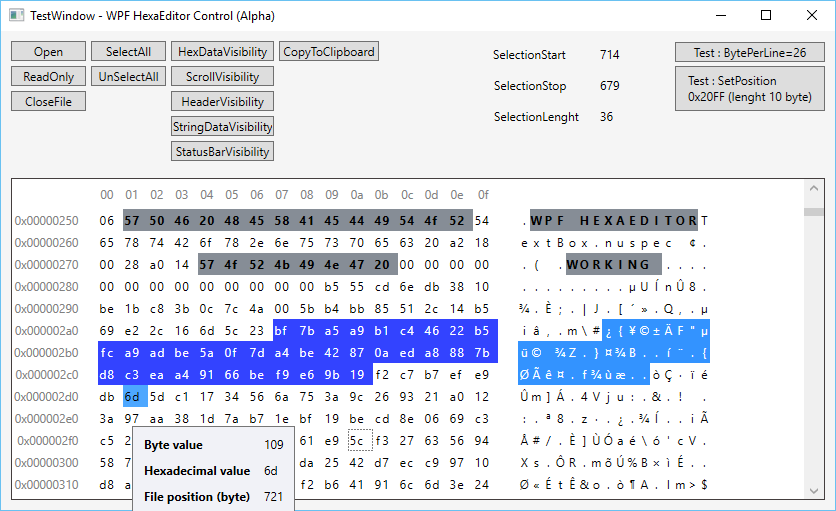 TestWindow - WPF HexaEditor Control (Alpha)
Open SelectAll HexDataVisibility CopyToClipboard
ReadOnly UnSelectAll ScrollVisibility
CloseFile HeaderVisibility
StringDataVisibility
StatusBarVisibility
SelectionStart 714
SelectionStop 679
SelectionLenght 36
Test : BytePerLine=26
Test : SetPosition
0x20FF (lenght 10 byte)
00 01 02 03 04 05 06 07 08 09 0a 0b 0c 0d 0e 0f
0x00000250 06 57 50 46 20 48 45 58 41 45 44 49 54 4f 52 54 . W P F H E X A E D I T O R T
0x00000260 65 78 74 42 6f 78 2e 6e 75 73 70 65 63 20 a2 18 e x t B o x . n u s p e c ¢ .
0x00000270 00 28 a0 14 57 4f 52 4b 49 4e 47 20 00 00 00 00 . ( . W O R K I N G . . . .
0x00000280 00 00 00 00 00 00 00 00 00 b5 55 cd 6e db 38 10 . . . . . . . . . µ U Í n Û 8 .
0x00000290 be 1b c8 3b 0c 7c 4a 00 5b b4 bb 85 51 2c 14 b5 ¾ . È ; . | J . [ ´ » . Q , . µ
0x000002a0 69 e2 2c 16 6d 5c 23 bf 7b a5 a9 b1 c4 46 22 b5 i â , . m \ # ¿ { ¥ © ± Ä F " µ
0x000002b0 fc a9 ad be 5a 0f 7d a4 be 42 87 0a ed a8 88 7b ü © ¾ Z . } ¤ ¾ B . . í ¨ . {
0x000002c0 d8 c3 ea a4 91 66 be f9 e6 9b 19 f2 c7 b7 ef e9 Ø Ã ê ¤ . f ¾ ù æ . . ò Ç · ï é
0x000002d0 db 6d 5d c1 17 34 56 6a 75 3a 9c 26 93 21 a0 12 Û m ] Á . 4 V j u : . & . ! .
0x000002e0 3a 97 aa 38 1d 7a b7 1e bf 19 be cd 8e 06 69 c3 : . ª 8 . z · . ¿ . ¾ Í . . i Ã
0x000002f0 c5 2 61 e9 5c f3 27 63 56 94 Å # / . È ] Ù Ó a é \ ó ' c V .
0x00000300 58 7 da 25 42 d7 ec c9 97 10 X s . Ô R . m õ Ú % B × ì É . .
0x00000310 d8 a f2 b6 41 91 6c 6d 3e 24 Ø « É t Ê & o . ò ¶ A . l m > $
Byte value 109
Hexadecimal value 6d
File position (byte) 721